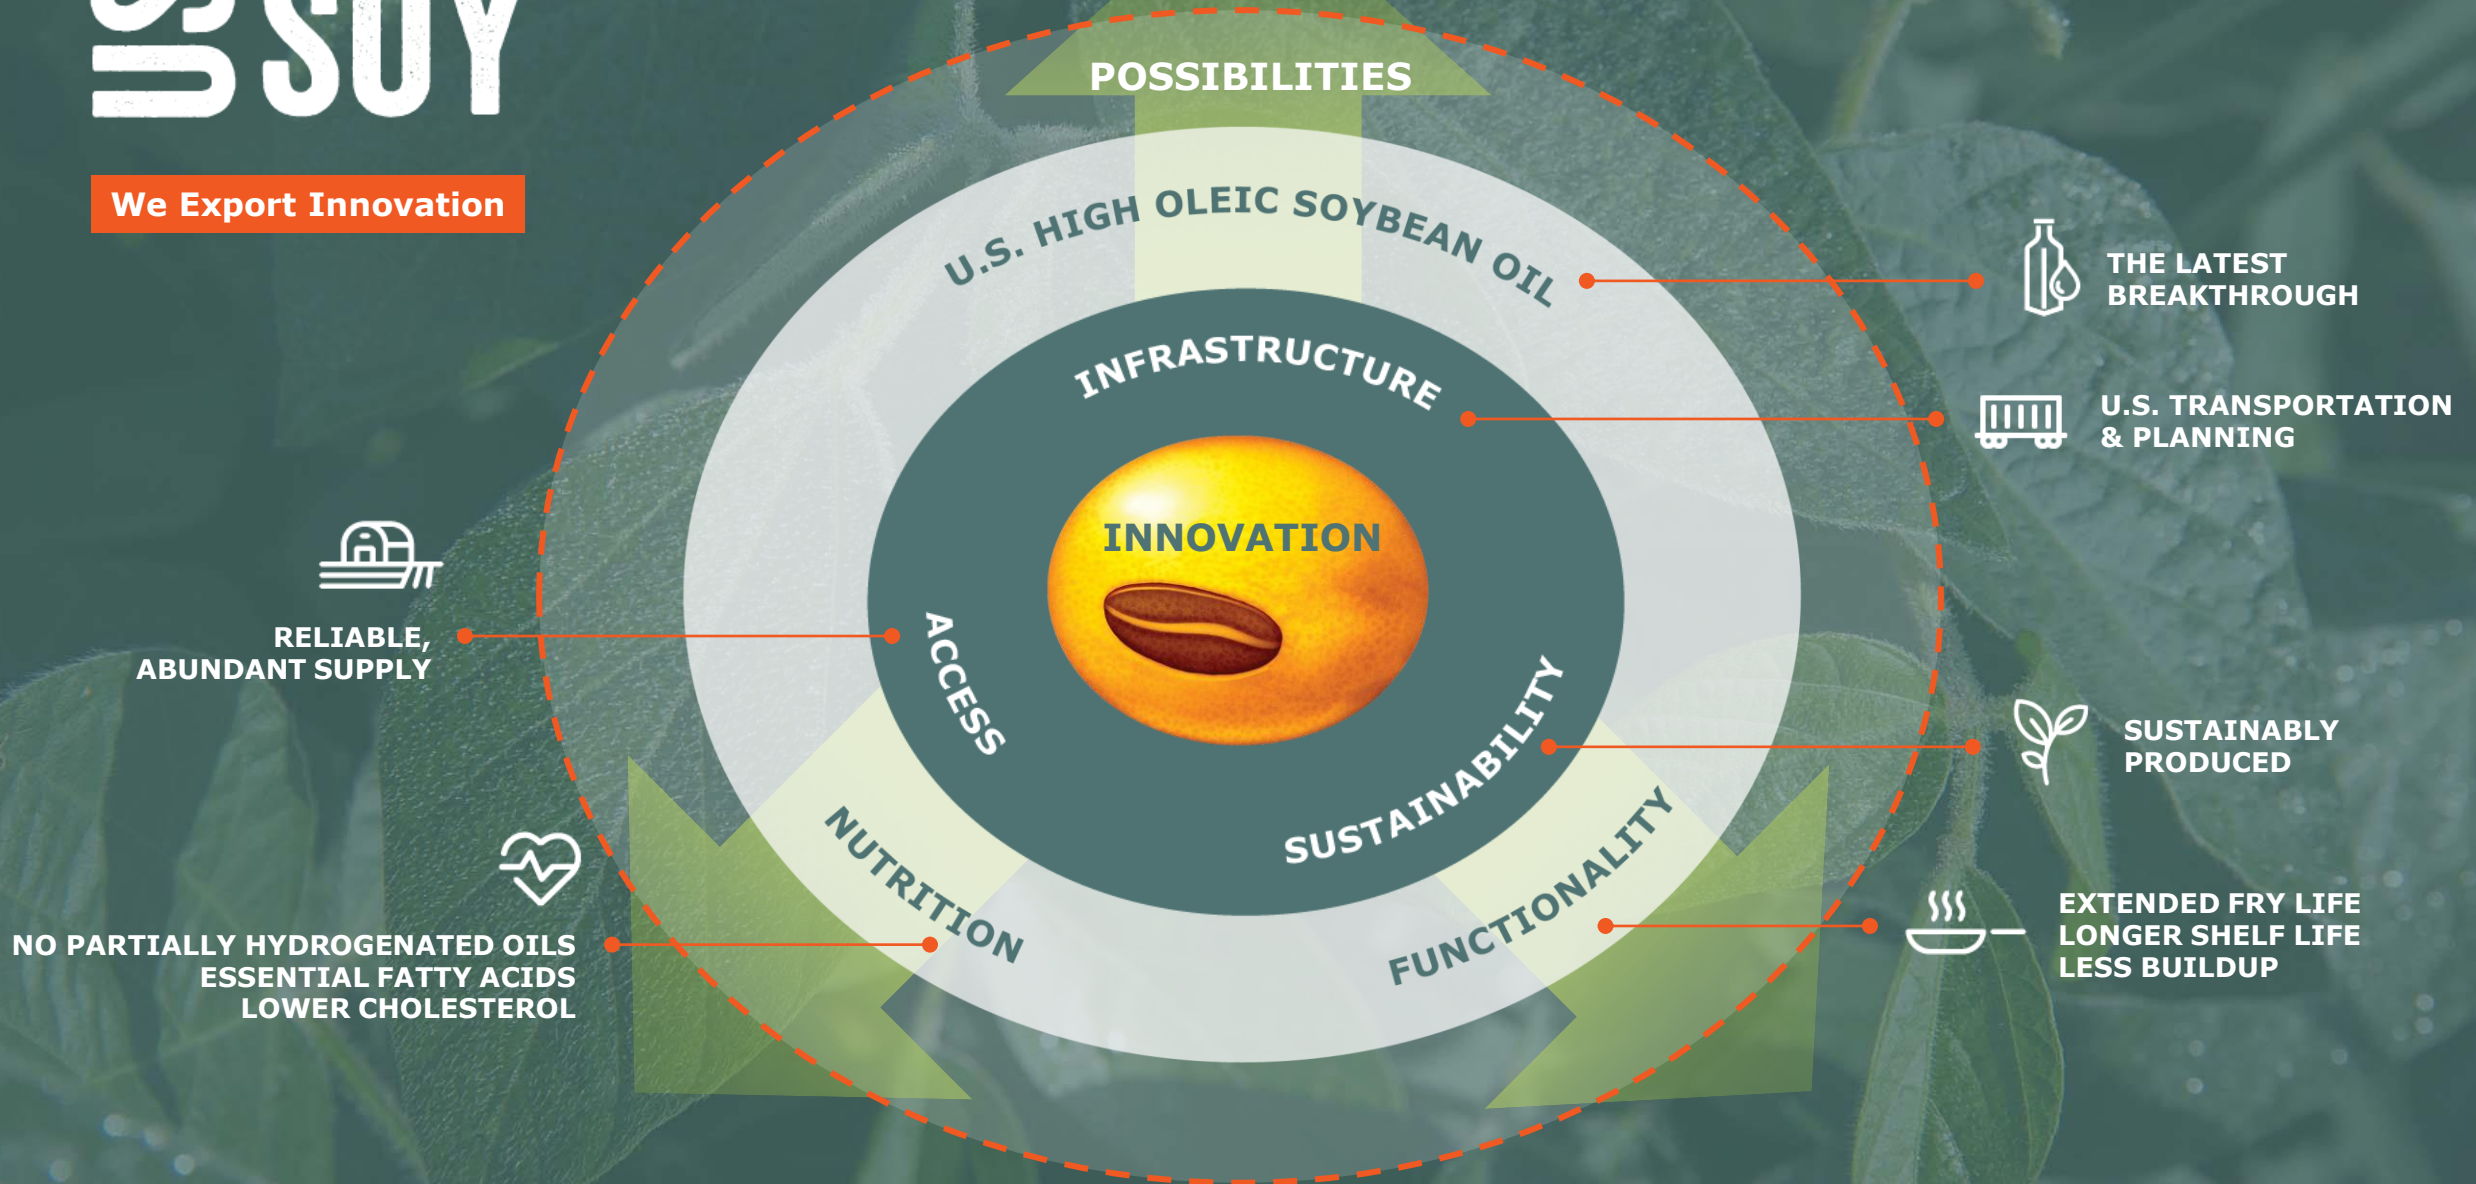 SOY
We Export Innovation
POSSIBILITIES
U.S. HIGH OLEIC SOYBEAN OIL
THE LATEST
BREAKTHROUGH
INFRASTRUCTURE
U.S. TRANSPORTATION
& PLANNING
INNOVATION
RELIABLE,
ABUNDANT SUPPLY
ACCESS
SUSTAINABILITY
SUSTAINABLY
PRODUCED
NUTRITION
FUNCTIONALITY
NO PARTIALLY HYDROGENATED OILS
ESSENTIAL FATTY ACIDS
LOWER CHOLESTEROL
EXTENDED FRY LIFE
LONGER SHELF LIFE
LESS BUILDUP